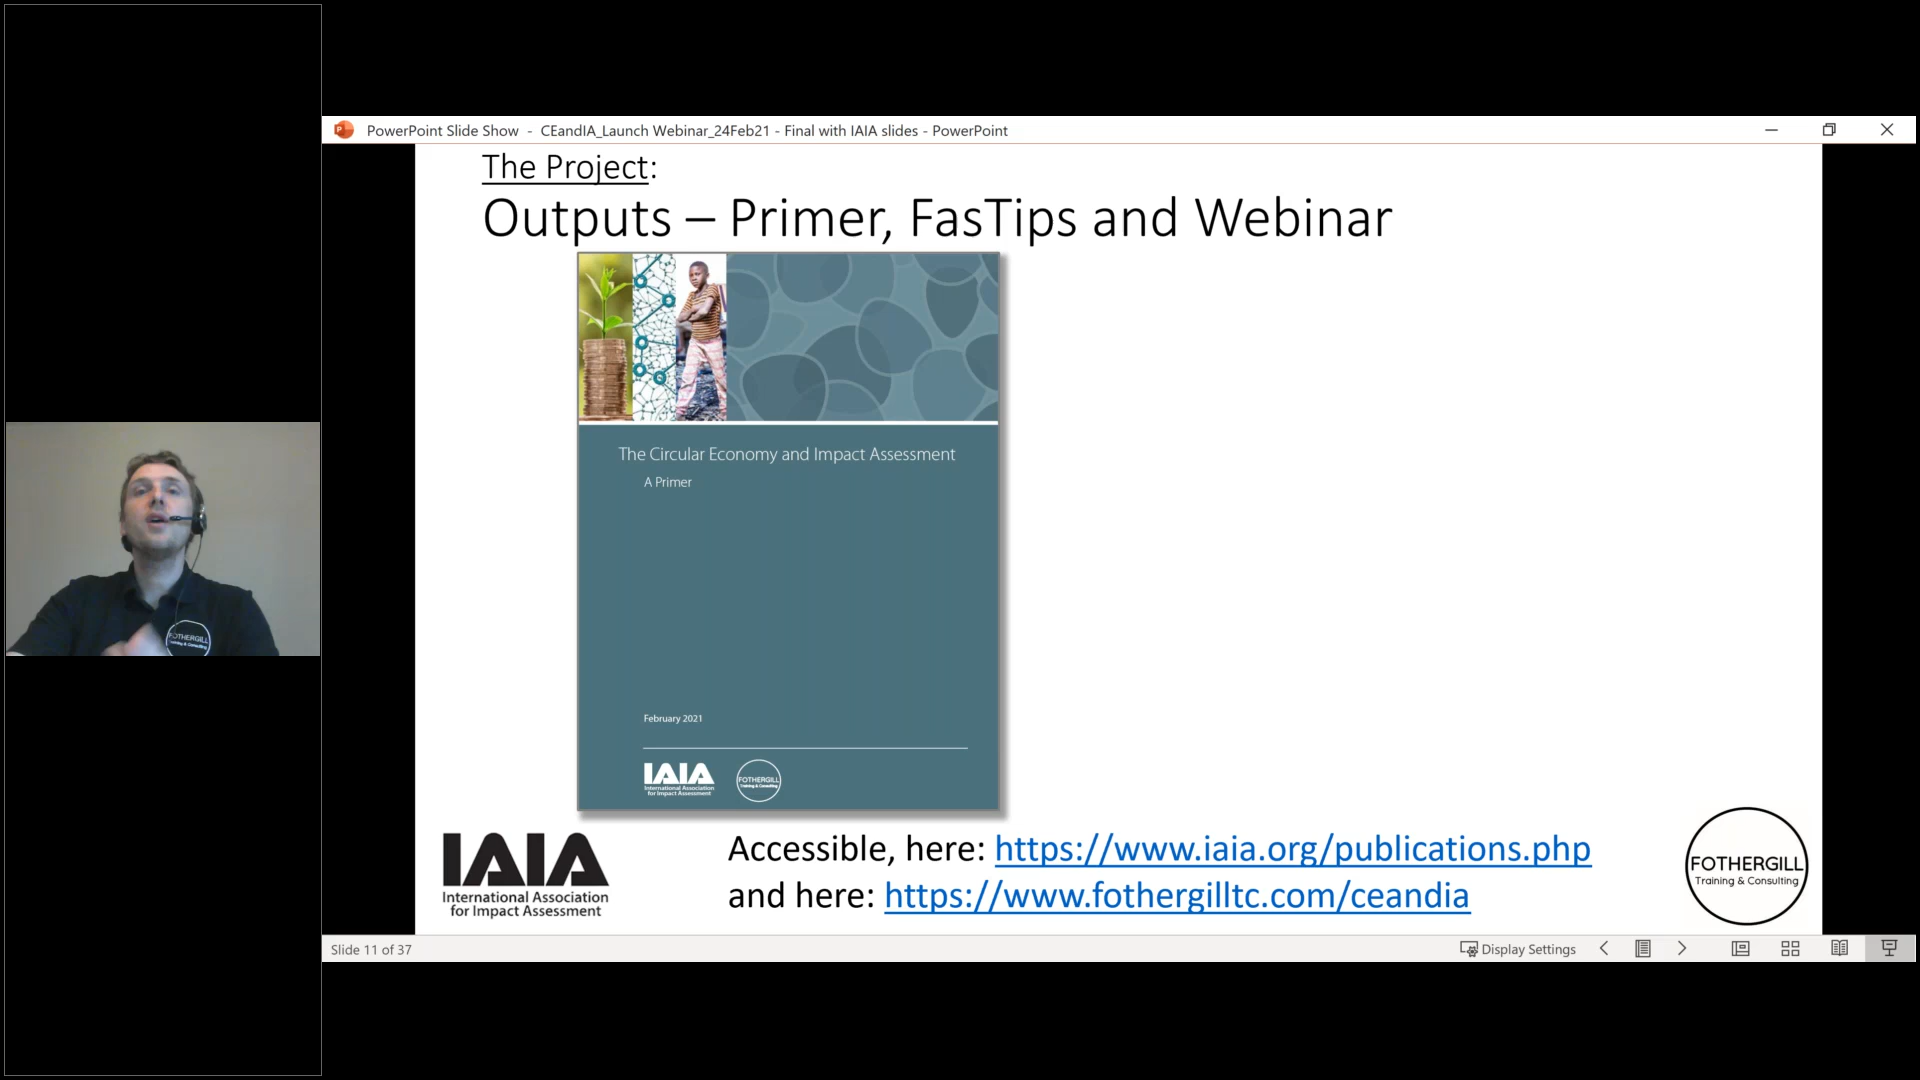 PowerPoint Slide Show - CEandIA_Launch Webinar_24Feb21 - Final with IAIA slides - PowerPoint
The Project:
Outputs – Primer, FasTips and Webinar
The Circular Economy and Impact Assessment
A Primer
February 2021
IAIA
International Association
for Impact Assessment
FOTHERGILL
Training & Consulting
IAIA
International Association
for Impact Assessment
Accessible, here: https://www.iaia.org/publications.php
and here: https://www.fothergilltc.com/ceandia
FOTHERGILL
Training & Consulting
FOTHERGILL
Training & Consulting
Slide 11 of 37
Display Settings